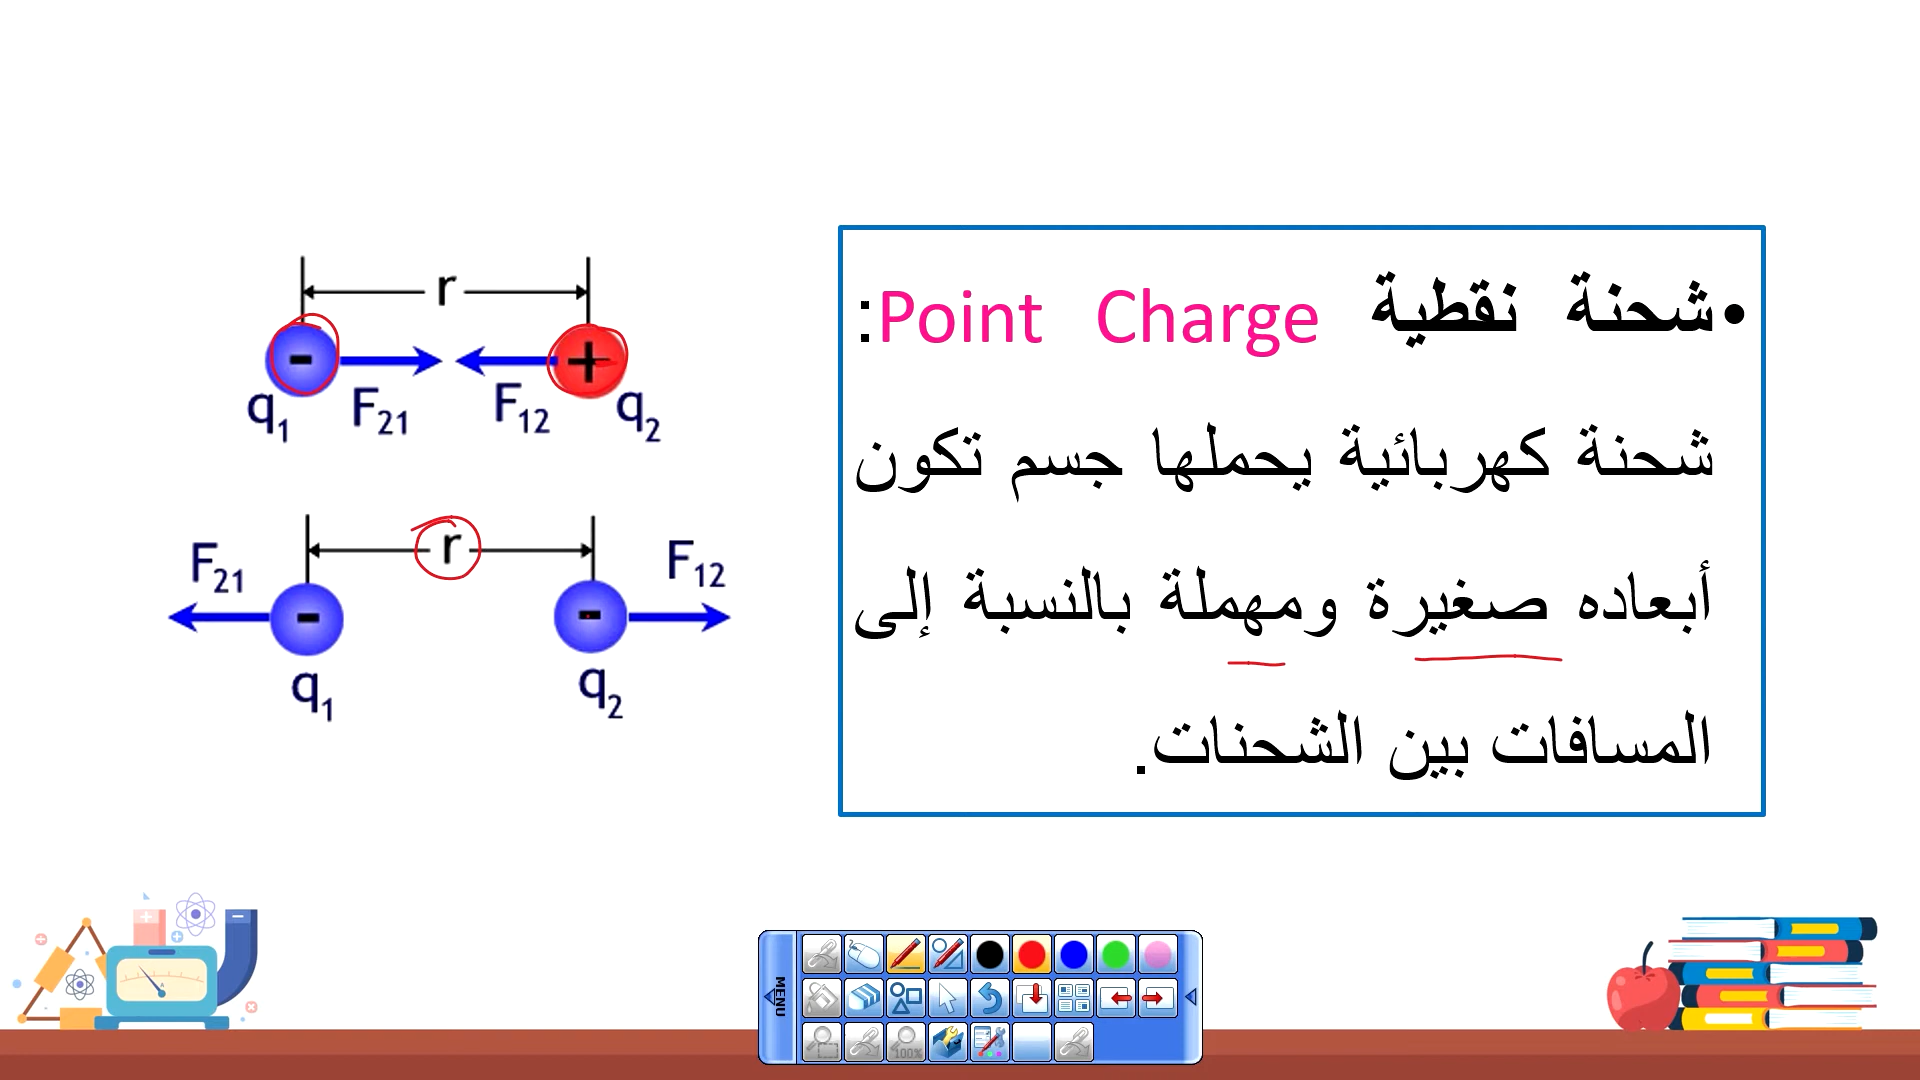 • شحنة نقطية Point Charge:
شحنة كهربائية يحملها جسم تكون
أبعاده صغيرة ومهملة بالنسبة إلى
المسافات بين الشحنات.
r
- +
q1 F21 F12 q2
r
F21 F12
- -
q1 q2
MENU
100%